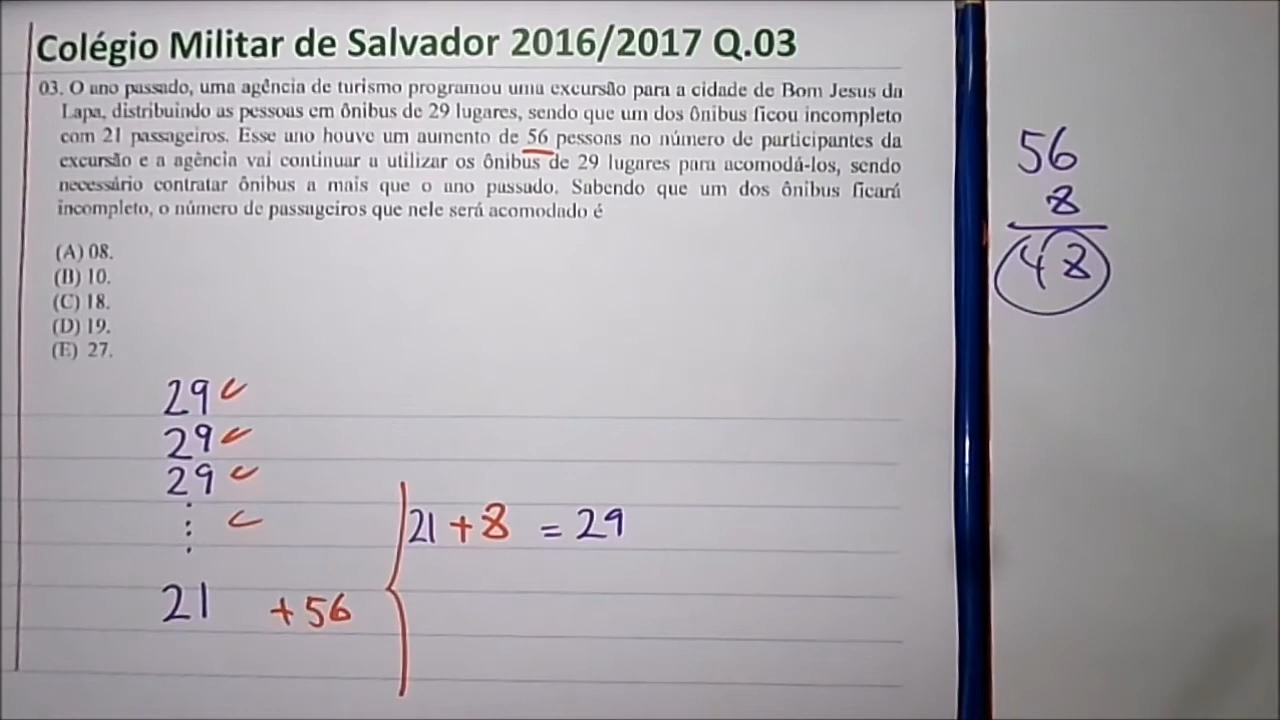 Colégio Militar de Salvador 2016/2017 Q.03
03. O ano passado, uma agência de turismo programou uma excursão para a cidade de Bom Jesus da
Lapa, distribuindo as pessoas em ônibus de 29 lugares, sendo que um dos ônibus ficou incompleto
com 21 passageiros. Esse ano houve um aumento de 56 pessoas no número de participantes da
excursão e a agência vai continuar a utilizar os ônibus de 29 lugares para acomodá-los, sendo
necessário contratar ônibus a mais que o ano passado. Sabendo que um dos ônibus ficará
incompleto, o número de passageiros que nele será acomodado é
(A) 08.
(B) 10.
(C) 18.
(D) 19.
(E) 27.
29
29
29
21 + 56
21 + 8 = 29
56
8
48